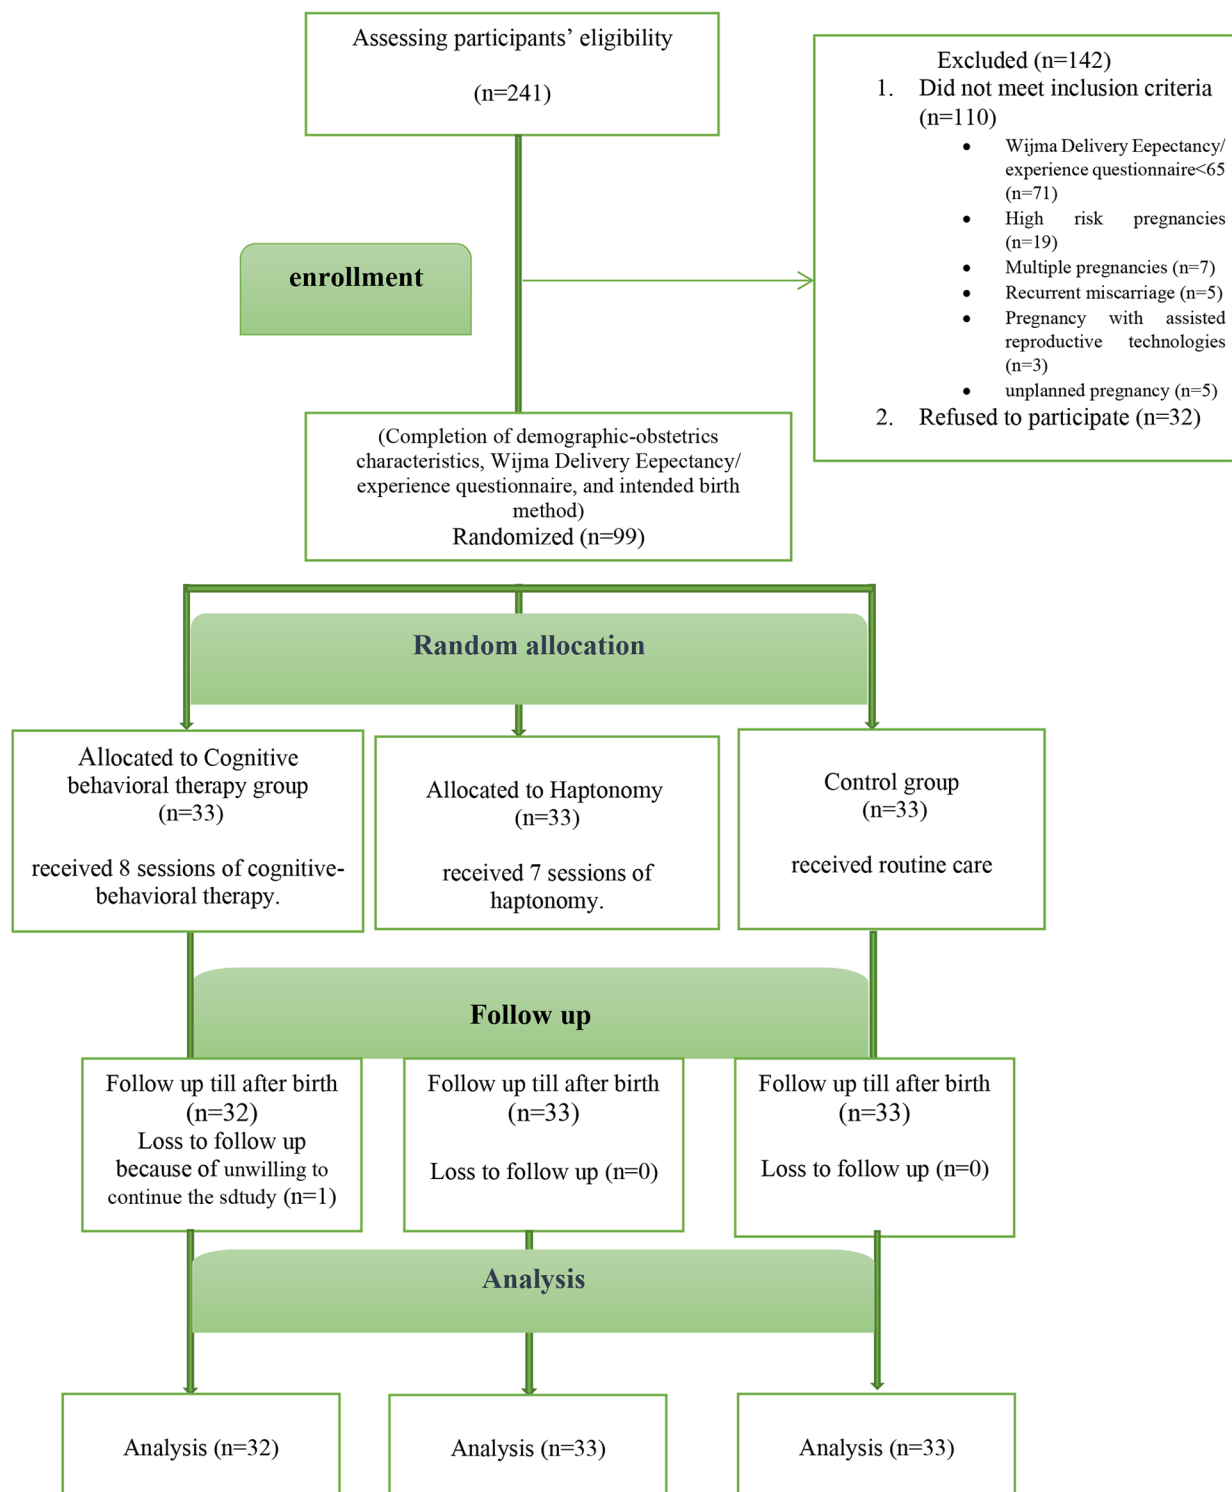 Assessing participants’ eligibility
(n=241)
Excluded (n=142)
1. Did not meet inclusion criteria
(n=110)
• Wijma Delivery Eepectancy/
experience questionnaire<65
(n=71)
• High risk pregnancies
(n=19)
• Multiple pregnancies (n=7)
• Recurrent miscarriage (n=5)
• Pregnancy with assisted
reproductive technologies
(n=3)
• unplanned pregnancy (n=5)
2. Refused to participate (n=32)
enrollment
(Completion of demographic-obstetrics
characteristics, Wijma Delivery Eepectancy/
experience questionnaire, and intended birth
method)
Randomized (n=99)
Random allocation
Allocated to Cognitive
behavioral therapy group
(n=33)
received 8 sessions of cognitive-
behavioral therapy.
Allocated to Haptonomy
(n=33)
received 7 sessions of
haptonomy.
Control group
(n=33)
received routine care
Follow up
Follow up till after birth
(n=32)
Loss to follow up
because of unwilling to
continue the sdtudy (n=1)
Follow up till after birth
(n=33)
Loss to follow up (n=0)
Follow up till after birth
(n=33)
Loss to follow up (n=0)
Analysis
Analysis (n=32)
Analysis (n=33)
Analysis (n=33)